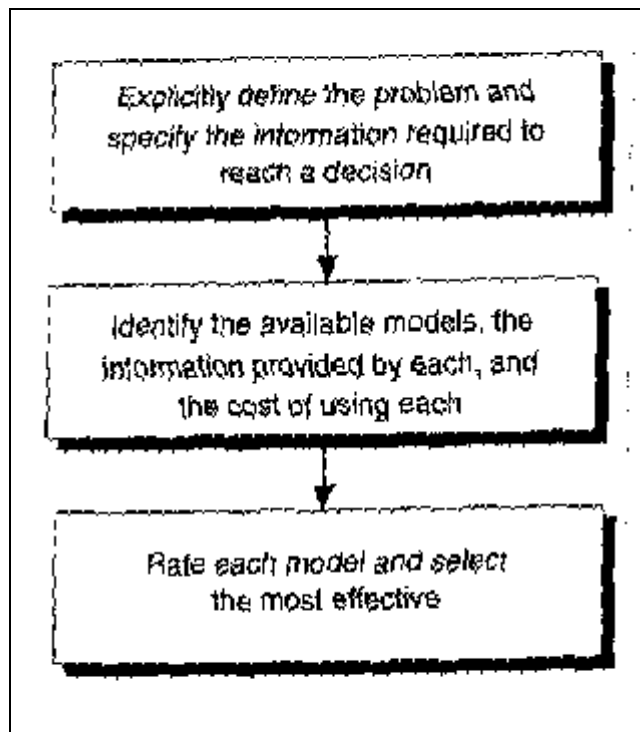 Explicitly define the problem and
specify the information required to
reach a decision
Identify the available models, the
information provided by each, and
the cost of using each
Rate each model and select
the most effective